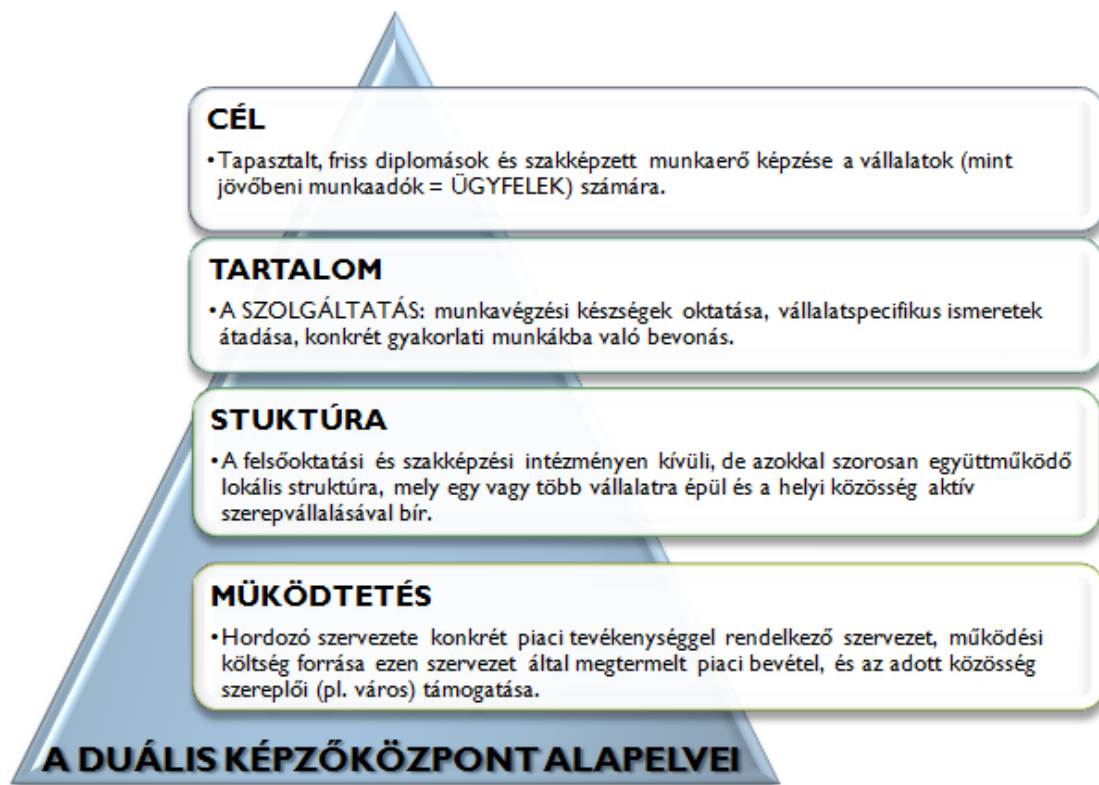 CÉL
•Tapasztalt, friss diplomások és szakképzett munkaerő képzése a vállalatok (mint
jövőbeni munkaadók = ÜGYFELEK) számára.
TARTALOM
•A SZOLGÁLTATÁS: munkavégzési készségek oktatása, vállalatspecifikus ismeretek
átadása, konkrét gyakorlati munkákba való bevonás.
STUKTÚRA
•A felsőoktatási és szakképzési intézményen kívüli, de azokkal szorosan együttműködő
lokális struktúra, mely egy vagy több vállalatra épül és a helyi közösség aktív
szerepvállalásával bír.
MŰKÖDTETÉS
•Hordozó szervezete konkrét piaci tevékenységgel rendelkező szervezet, működési
költség forrása ezen szervezet által megtermelt piaci bevétel, és az adott közösség
szereplői (pl. város) támogatása.
A DUÁLIS KÉPZŐKÖZPONT ALAPELVEI